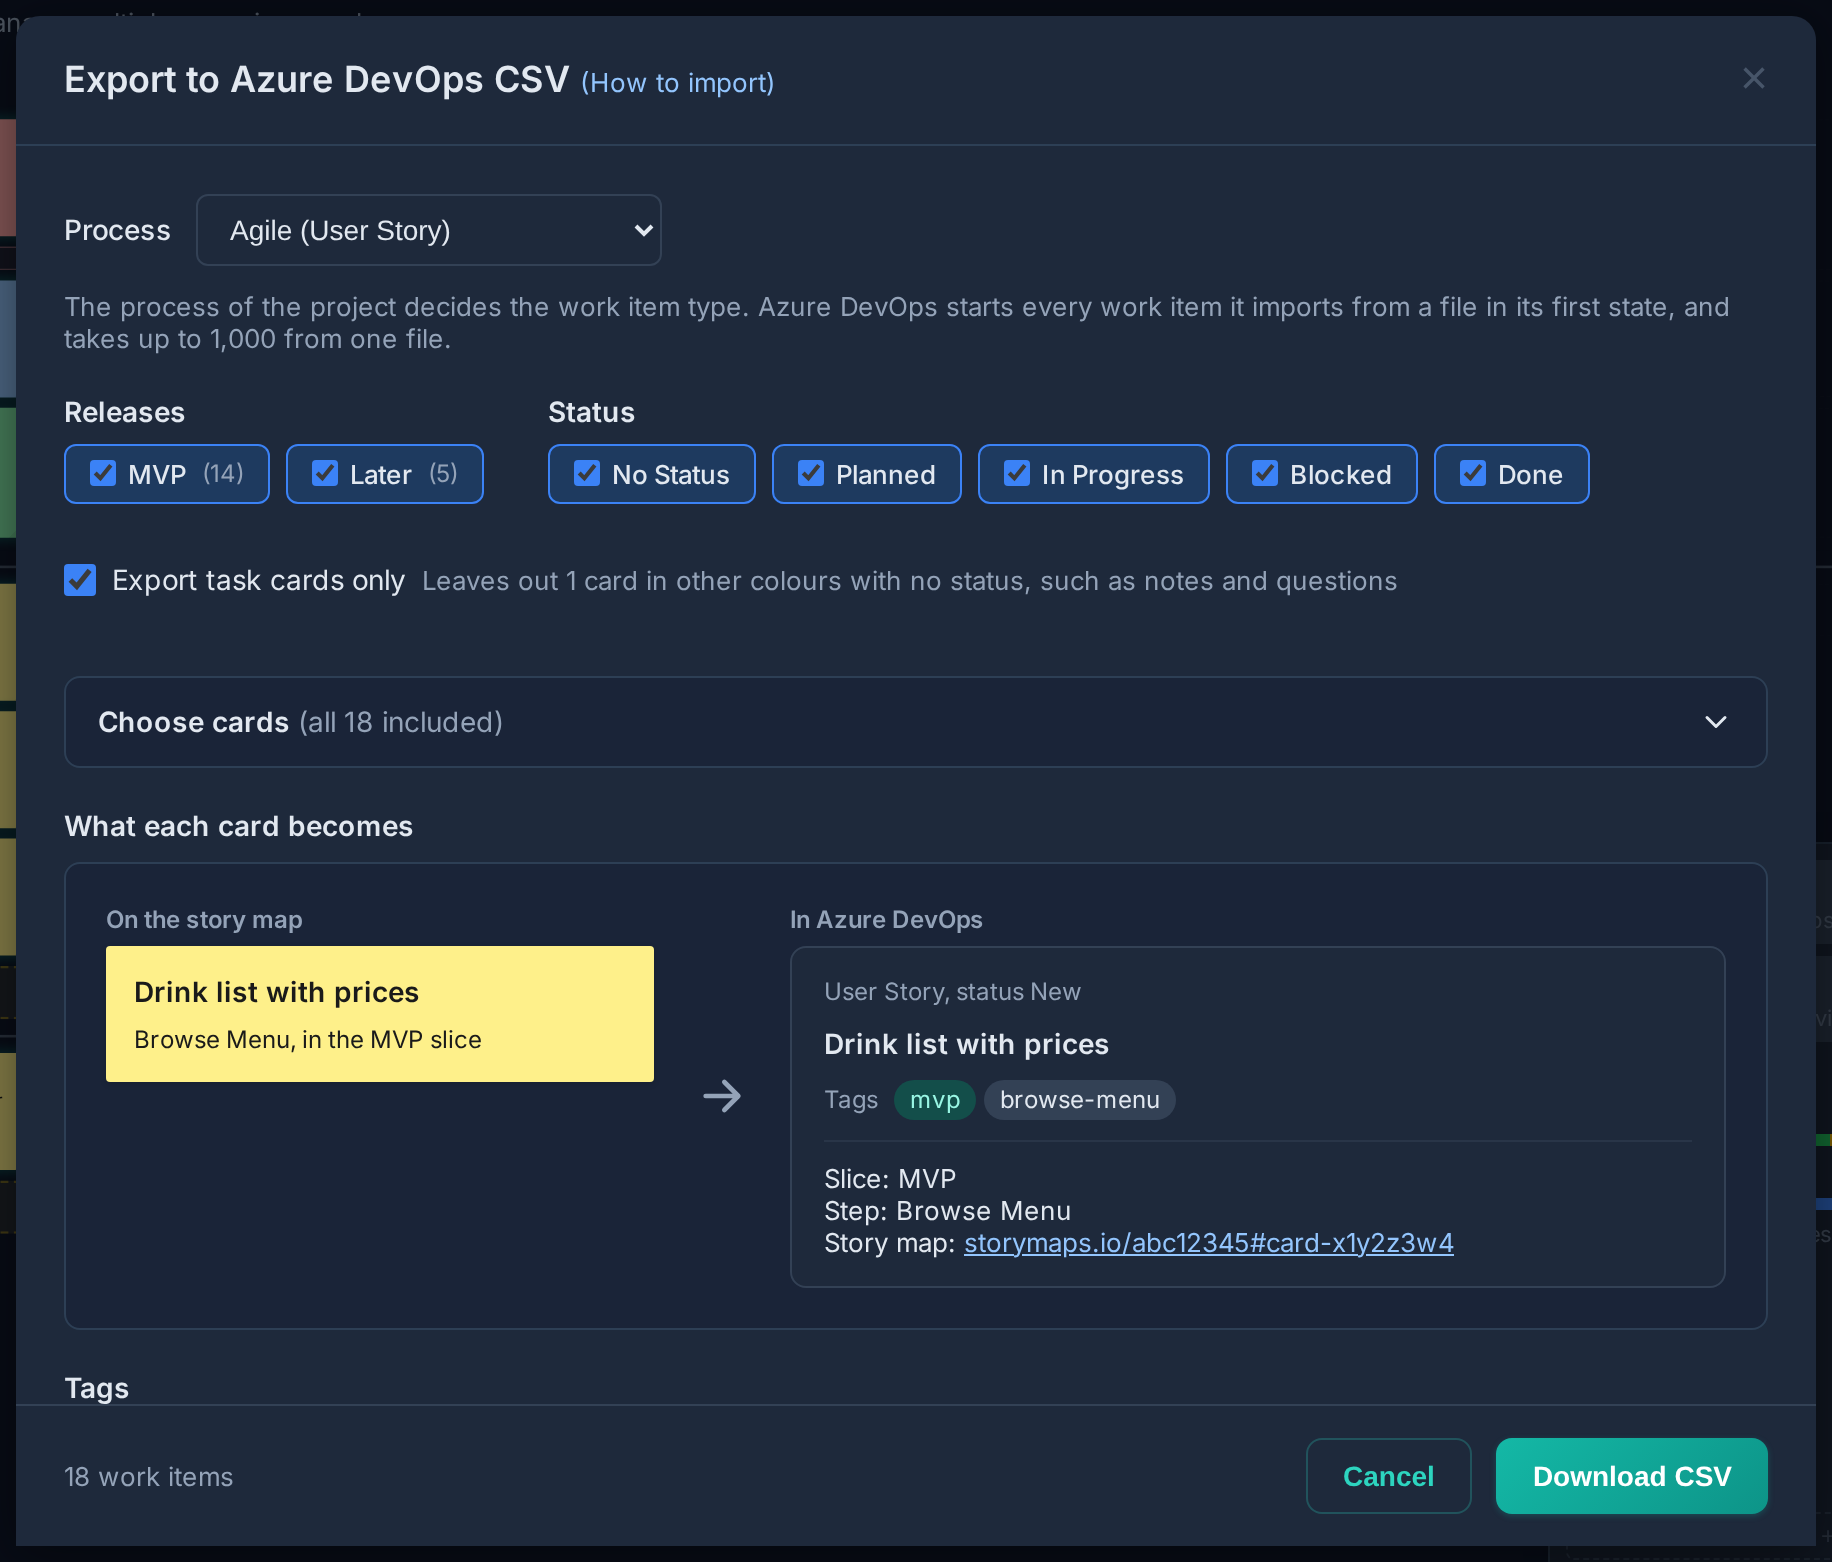 Export to Azure DevOps CSV (How to import)
Process
Agile (User Story)
The process of the project decides the work item type. Azure DevOps starts every work item it imports from a file in its first state, and
takes up to 1,000 from one file.
Releases
Status
MVP (14)
Later (5)
No Status
Planned
In Progress
Blocked
Done
Export task cards only Leaves out 1 card in other colours with no status, such as notes and questions
Choose cards (all 18 included)
What each card becomes
On the story map
Drink list with prices
Browse Menu, in the MVP slice
In Azure DevOps
User Story, status New
Drink list with prices
Tags mvp browse-menu
Slice: MVP
Step: Browse Menu
Story map: storymaps.io/abc12345#card-x1y2z3w4
Tags
18 work items
Cancel
Download CSV